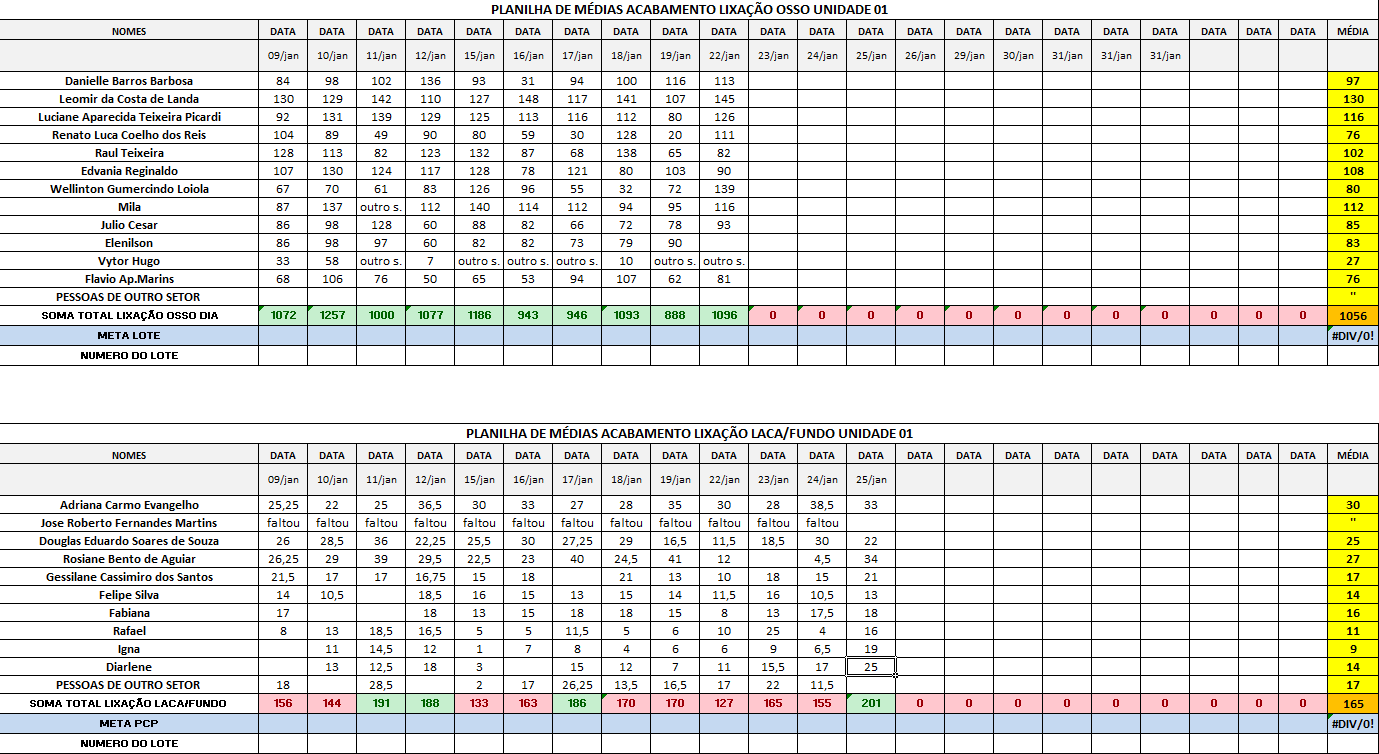 PLANILHA DE MÉDIAS ACABAMENTO LIXAÇÃO OSSO UNIDADE 01
NOMES DATA DATA DATA DATA DATA DATA DATA DATA DATA DATA DATA DATA DATA DATA DATA DATA DATA DATA DATA DATA DATA DATA MÉDIA
09/jan 10/jan 11/jan 12/jan 15/jan 16/jan 17/jan 18/jan 19/jan 22/jan 23/jan 24/jan 25/jan 26/jan 29/jan 30/jan 31/jan 31/jan 31/jan
Danielle Barros Barbosa 84 98 102 136 93 31 94 100 116 113 97
Leomir da Costa de Landa 130 129 142 110 127 148 117 141 107 145 130
Luciane Aparecida Teixeira Picardi 92 131 139 129 125 113 116 112 80 126 116
Renato Luca Coelho dos Reis 104 89 49 90 80 59 30 128 20 111 76
Raul Teixeira 128 113 82 123 132 87 68 138 65 82 102
Edvania Reginaldo 107 130 124 117 128 78 121 80 103 90 108
Wellinton Gumercindo Loiola 67 70 61 83 126 96 55 32 72 139 80
Mila 87 137 outro s. 112 140 114 112 94 95 116 112
Julio Cesar 86 98 128 60 88 82 66 72 78 93 85
Elenilson 86 98 97 60 82 82 73 79 90 83
Vytor Hugo 33 58 outro s. 7 outro s. outro s. outro s. 10 outro s. outro s. 27
Flavio Ap.Marins 68 106 76 50 65 53 94 107 62 81 76
PESSOAS DE OUTRO SETOR "
SOMA TOTAL LIXAÇÃO OSSO DIA 1072 1257 1000 1077 1186 943 946 1093 888 1096 0 0 0 0 0 0 0 0 0 0 0 0 1056
META LOTE #DIV/0!
NUMERO DO LOTE
PLANILHA DE MÉDIAS ACABAMENTO LIXAÇÃO LACA/FUNDO UNIDADE 01
NOMES DATA DATA DATA DATA DATA DATA DATA DATA DATA DATA DATA DATA DATA DATA DATA DATA DATA DATA DATA DATA DATA DATA MÉDIA
09/jan 10/jan 11/jan 12/jan 15/jan 16/jan 17/jan 18/jan 19/jan 22/jan 23/jan 24/jan 25/jan
Adriana Carmo Evangelho 25,25 22 25 36,5 30 33 27 28 35 30 28 38,5 33 30
Jose Roberto Fernandes Martins faltou faltou faltou faltou faltou faltou faltou faltou faltou faltou faltou faltou "
Douglas Eduardo Soares de Souza 26 28,5 36 22,25 25,5 30 27,25 29 16,5 11,5 18,5 30 22 25
Rosiane Bento de Aguiar 26,25 29 39 29,5 22,5 23 40 24,5 41 12 4,5 34 27
Gessilane Cassimiro dos Santos 21,5 17 17 16,75 15 18 21 13 10 18 15 21 17
Felipe Silva 14 10,5 18,5 16 15 13 15 14 11,5 16 10,5 13 14
Fabiana 17 18 13 15 18 18 15 8 13 17,5 18 16
Rafael 8 13 18,5 16,5 5 5 11,5 5 6 10 25 4 16 11
Igna 11 14,5 12 1 7 8 4 6 6 9 6,5 19 9
Diarlene 13 12,5 18 3 15 12 7 11 15,5 17 25 14
PESSOAS DE OUTRO SETOR 18 28,5 2 17 26,25 13,5 16,5 17 22 11,5 17
SOMA TOTAL LIXAÇÃO LACA/FUNDO 156 144 191 188 133 163 186 170 170 127 165 155 201 0 0 0 0 0 0 0 0 0 165
META PCP #DIV/0!
NUMERO DO LOTE